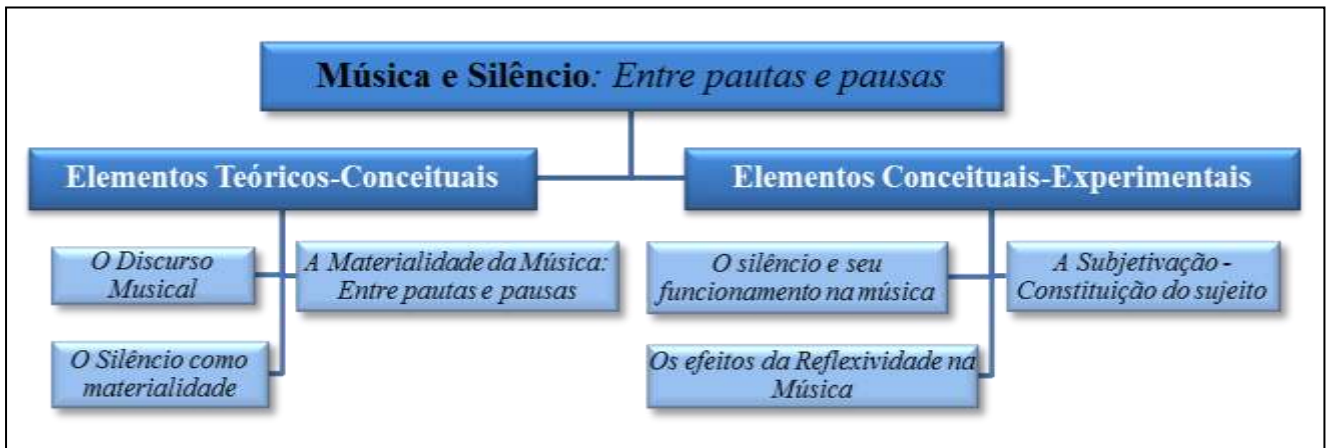 Música e Silêncio: Entre pautas e pausas
Elementos Teóricos-Conceituais
O Discurso
Musical
A Materialidade da Música:
Entre pautas e pausas
O Silêncio como
materialidade
Elementos Conceituais-Experimentais
O silêncio e seu
funcionamento na música
A Subjetivação -
Constituição do sujeito
Os efeitos da Reflexividade na
Música